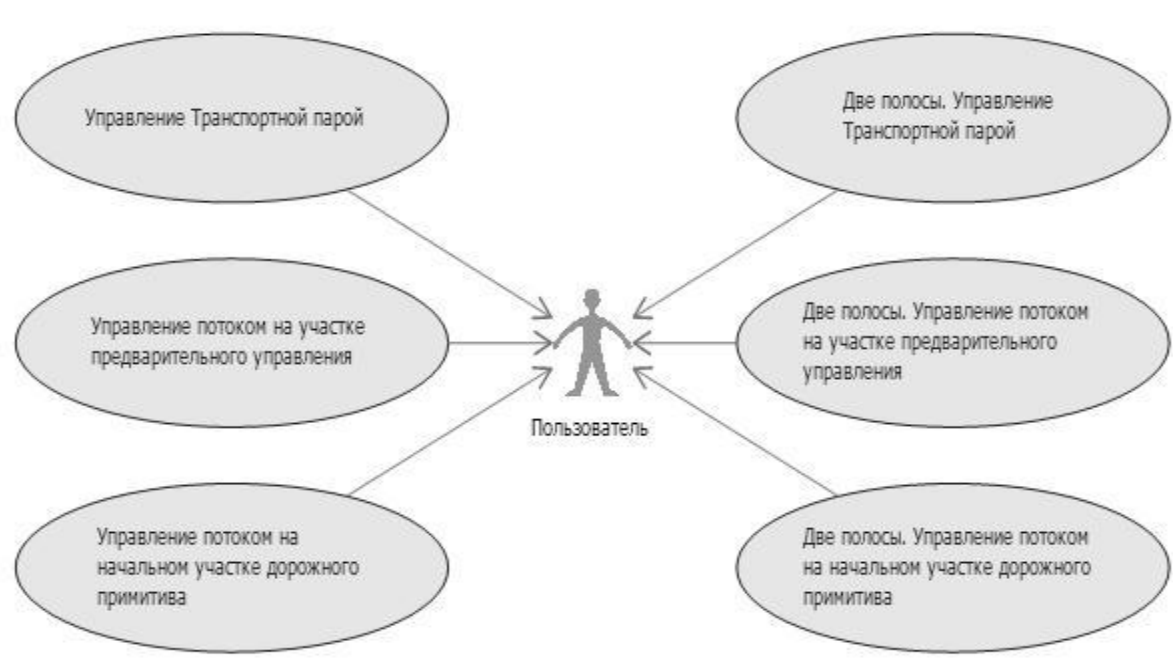 Управление Транспортной парой
Две полосы. Управление
Транспортной парой
Управление потоком на участке
предварительного управления
Две полосы. Управление потоком
на участке предварительного
управления
Пользователь
Управление потоком на
начальном участке дорожного
примитива
Две полосы. Управление потоком
на начальном участке дорожного
примитива